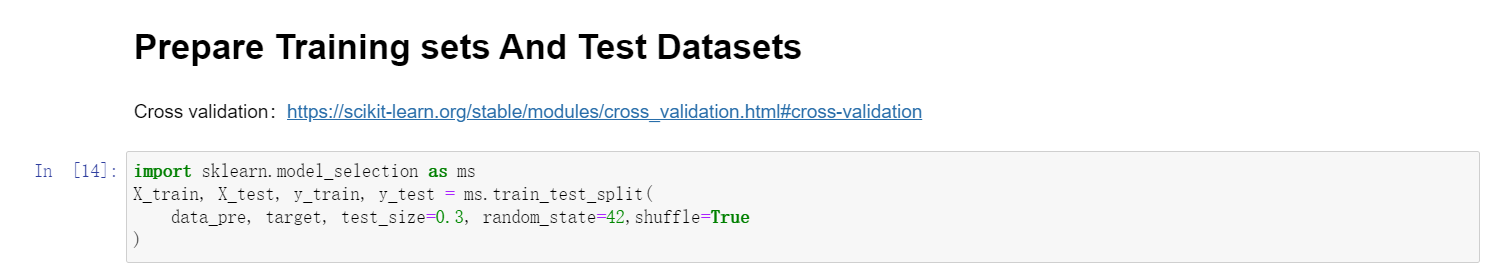 Prepare Training sets And Test Datasets
Cross validation：https://scikit-learn.org/stable/modules/cross_validation.html#cross-validation
In [14]: import sklearn.model_selection as ms
X_train, X_test, y_train, y_test = ms.train_test_split(
    data_pre, target, test_size=0.3, random_state=42,shuffle=True
)